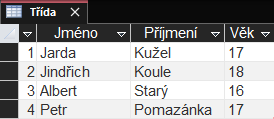 Třída
Jméno Příjmení Věk
1 Jarda Kužel 17
2 Jindřich Koule 18
3 Albert Starý 16
4 Petr Pomazánka 17